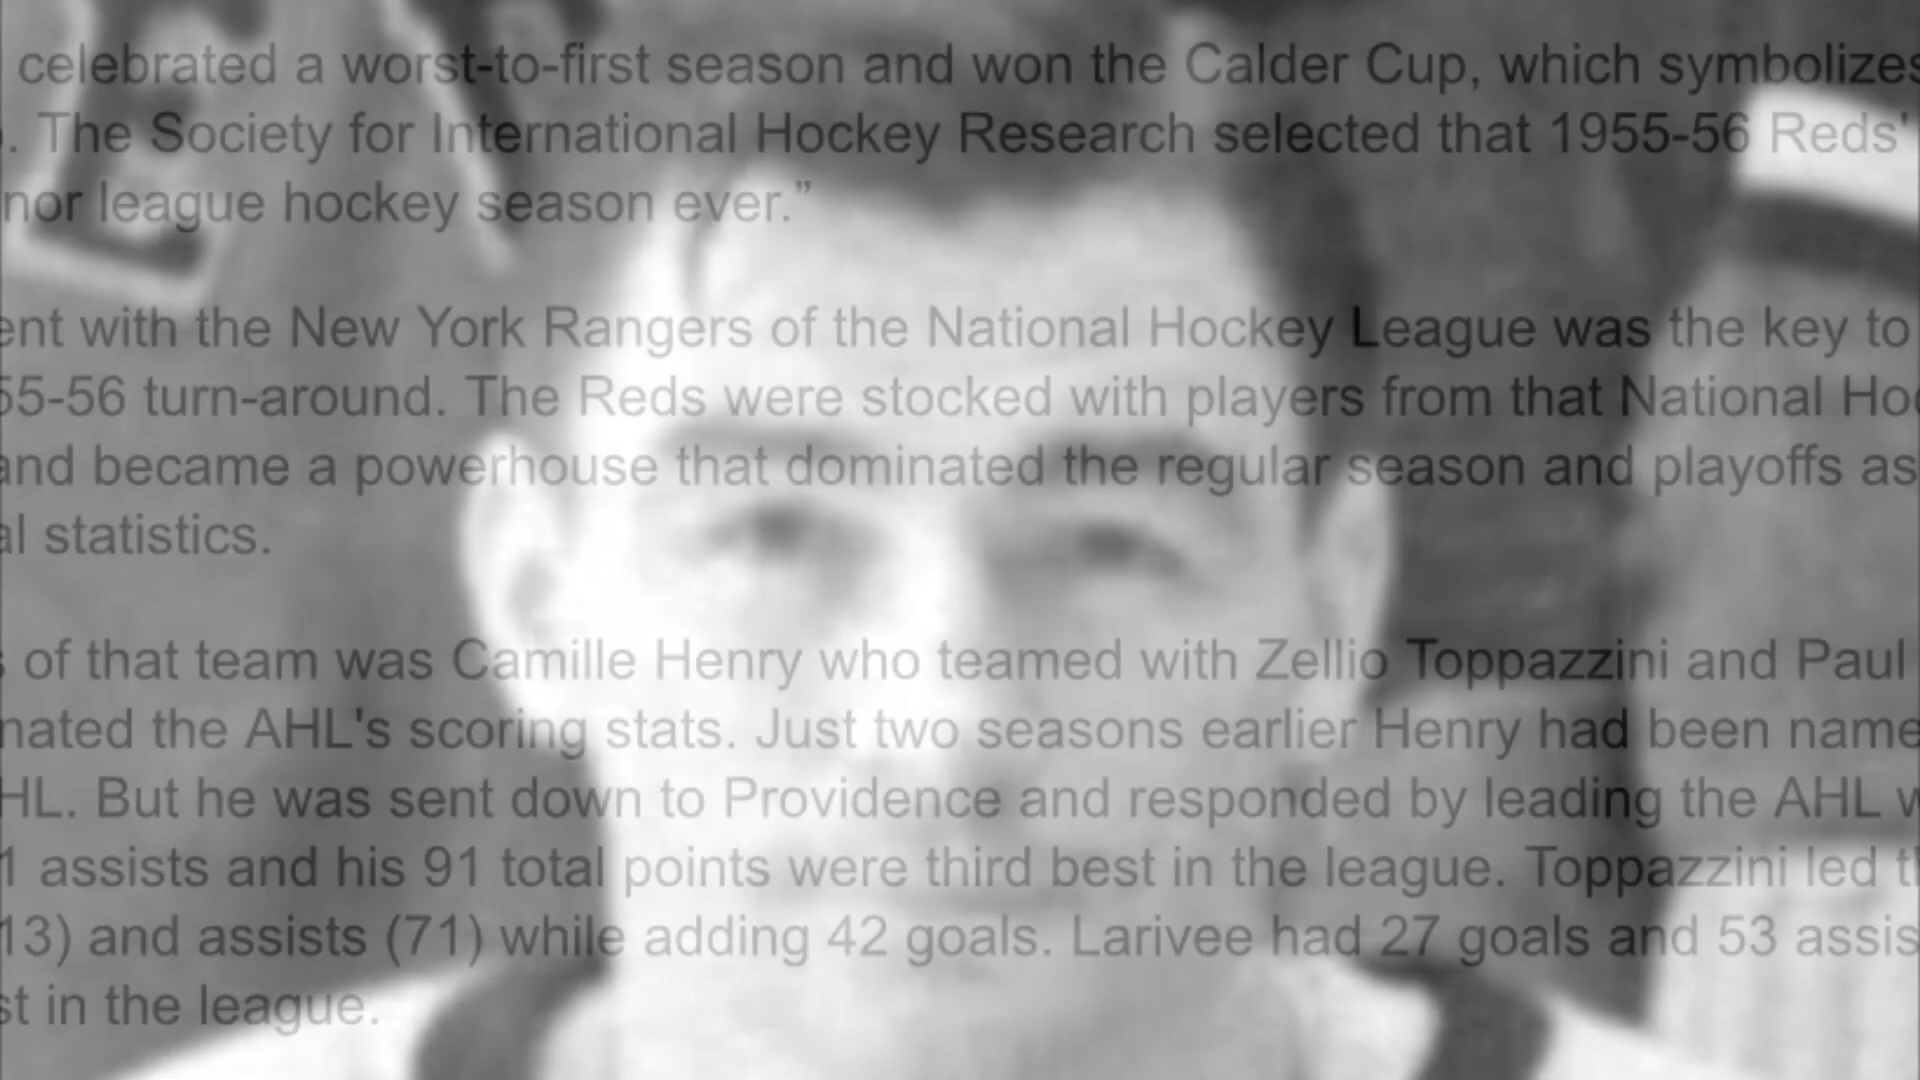 celebrated a worst-to-first season and won the Calder Cup, which symbolizes
. The Society for International Hockey Research selected that 1955-56 Reds'
nor league hockey season ever.”
ent with the New York Rangers of the National Hockey League was the key to
55-56 turn-around. The Reds were stocked with players from that National Hoc
and became a powerhouse that dominated the regular season and playoffs as
al statistics.
s of that team was Camille Henry who teamed with Zellio Toppazzini and Paul
nated the AHL's scoring stats. Just two seasons earlier Henry had been name
HL. But he was sent down to Providence and responded by leading the AHL w
1 assists and his 91 total points were third best in the league. Toppazzini led th
13) and assists (71) while adding 42 goals. Larivee had 27 goals and 53 assis
st in the league.